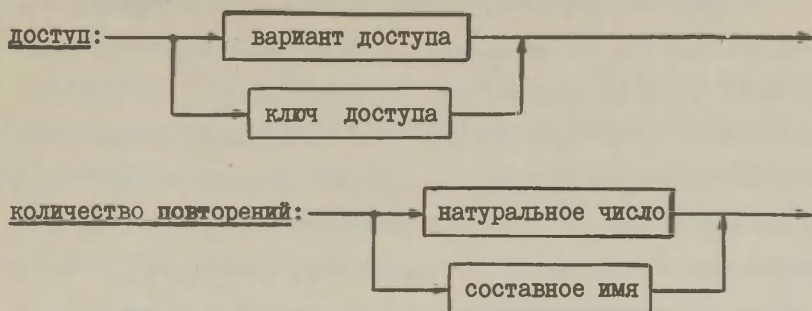 доступ: вариант доступа
ключ доступа
количество повторений: натуральное число
составное имя